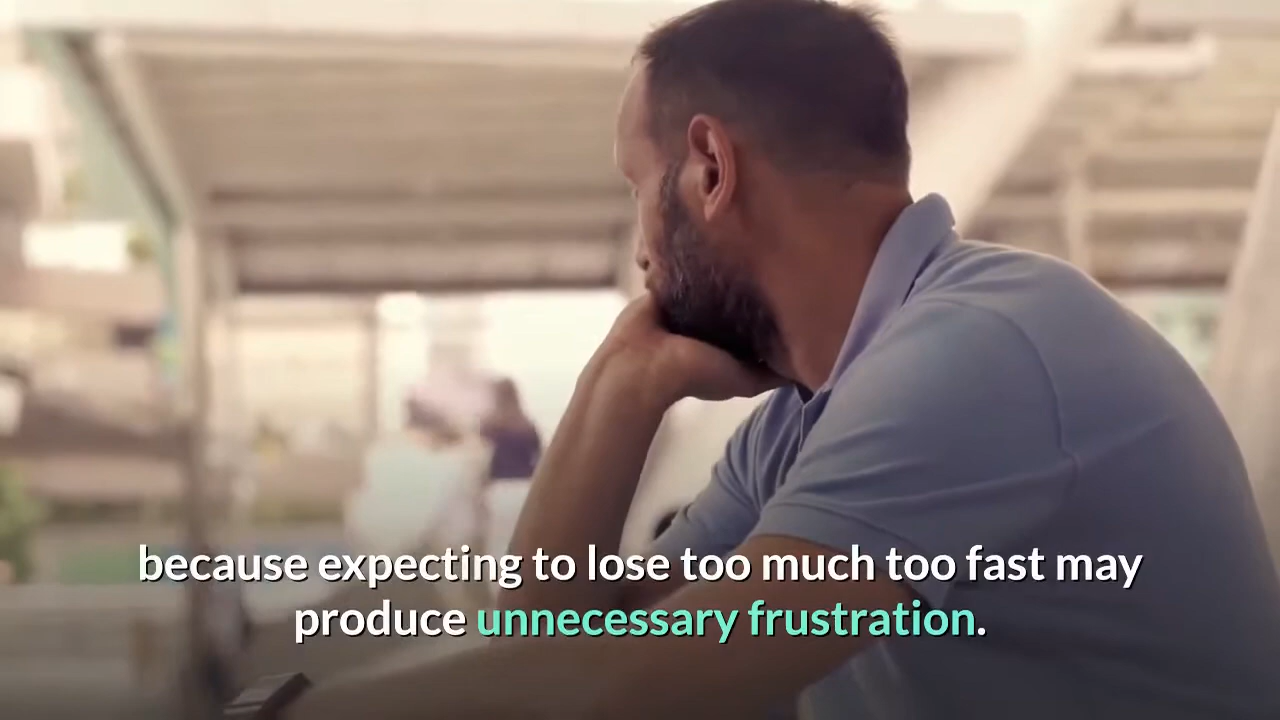 because expecting to lose too much too fast may
produce unnecessary frustration.